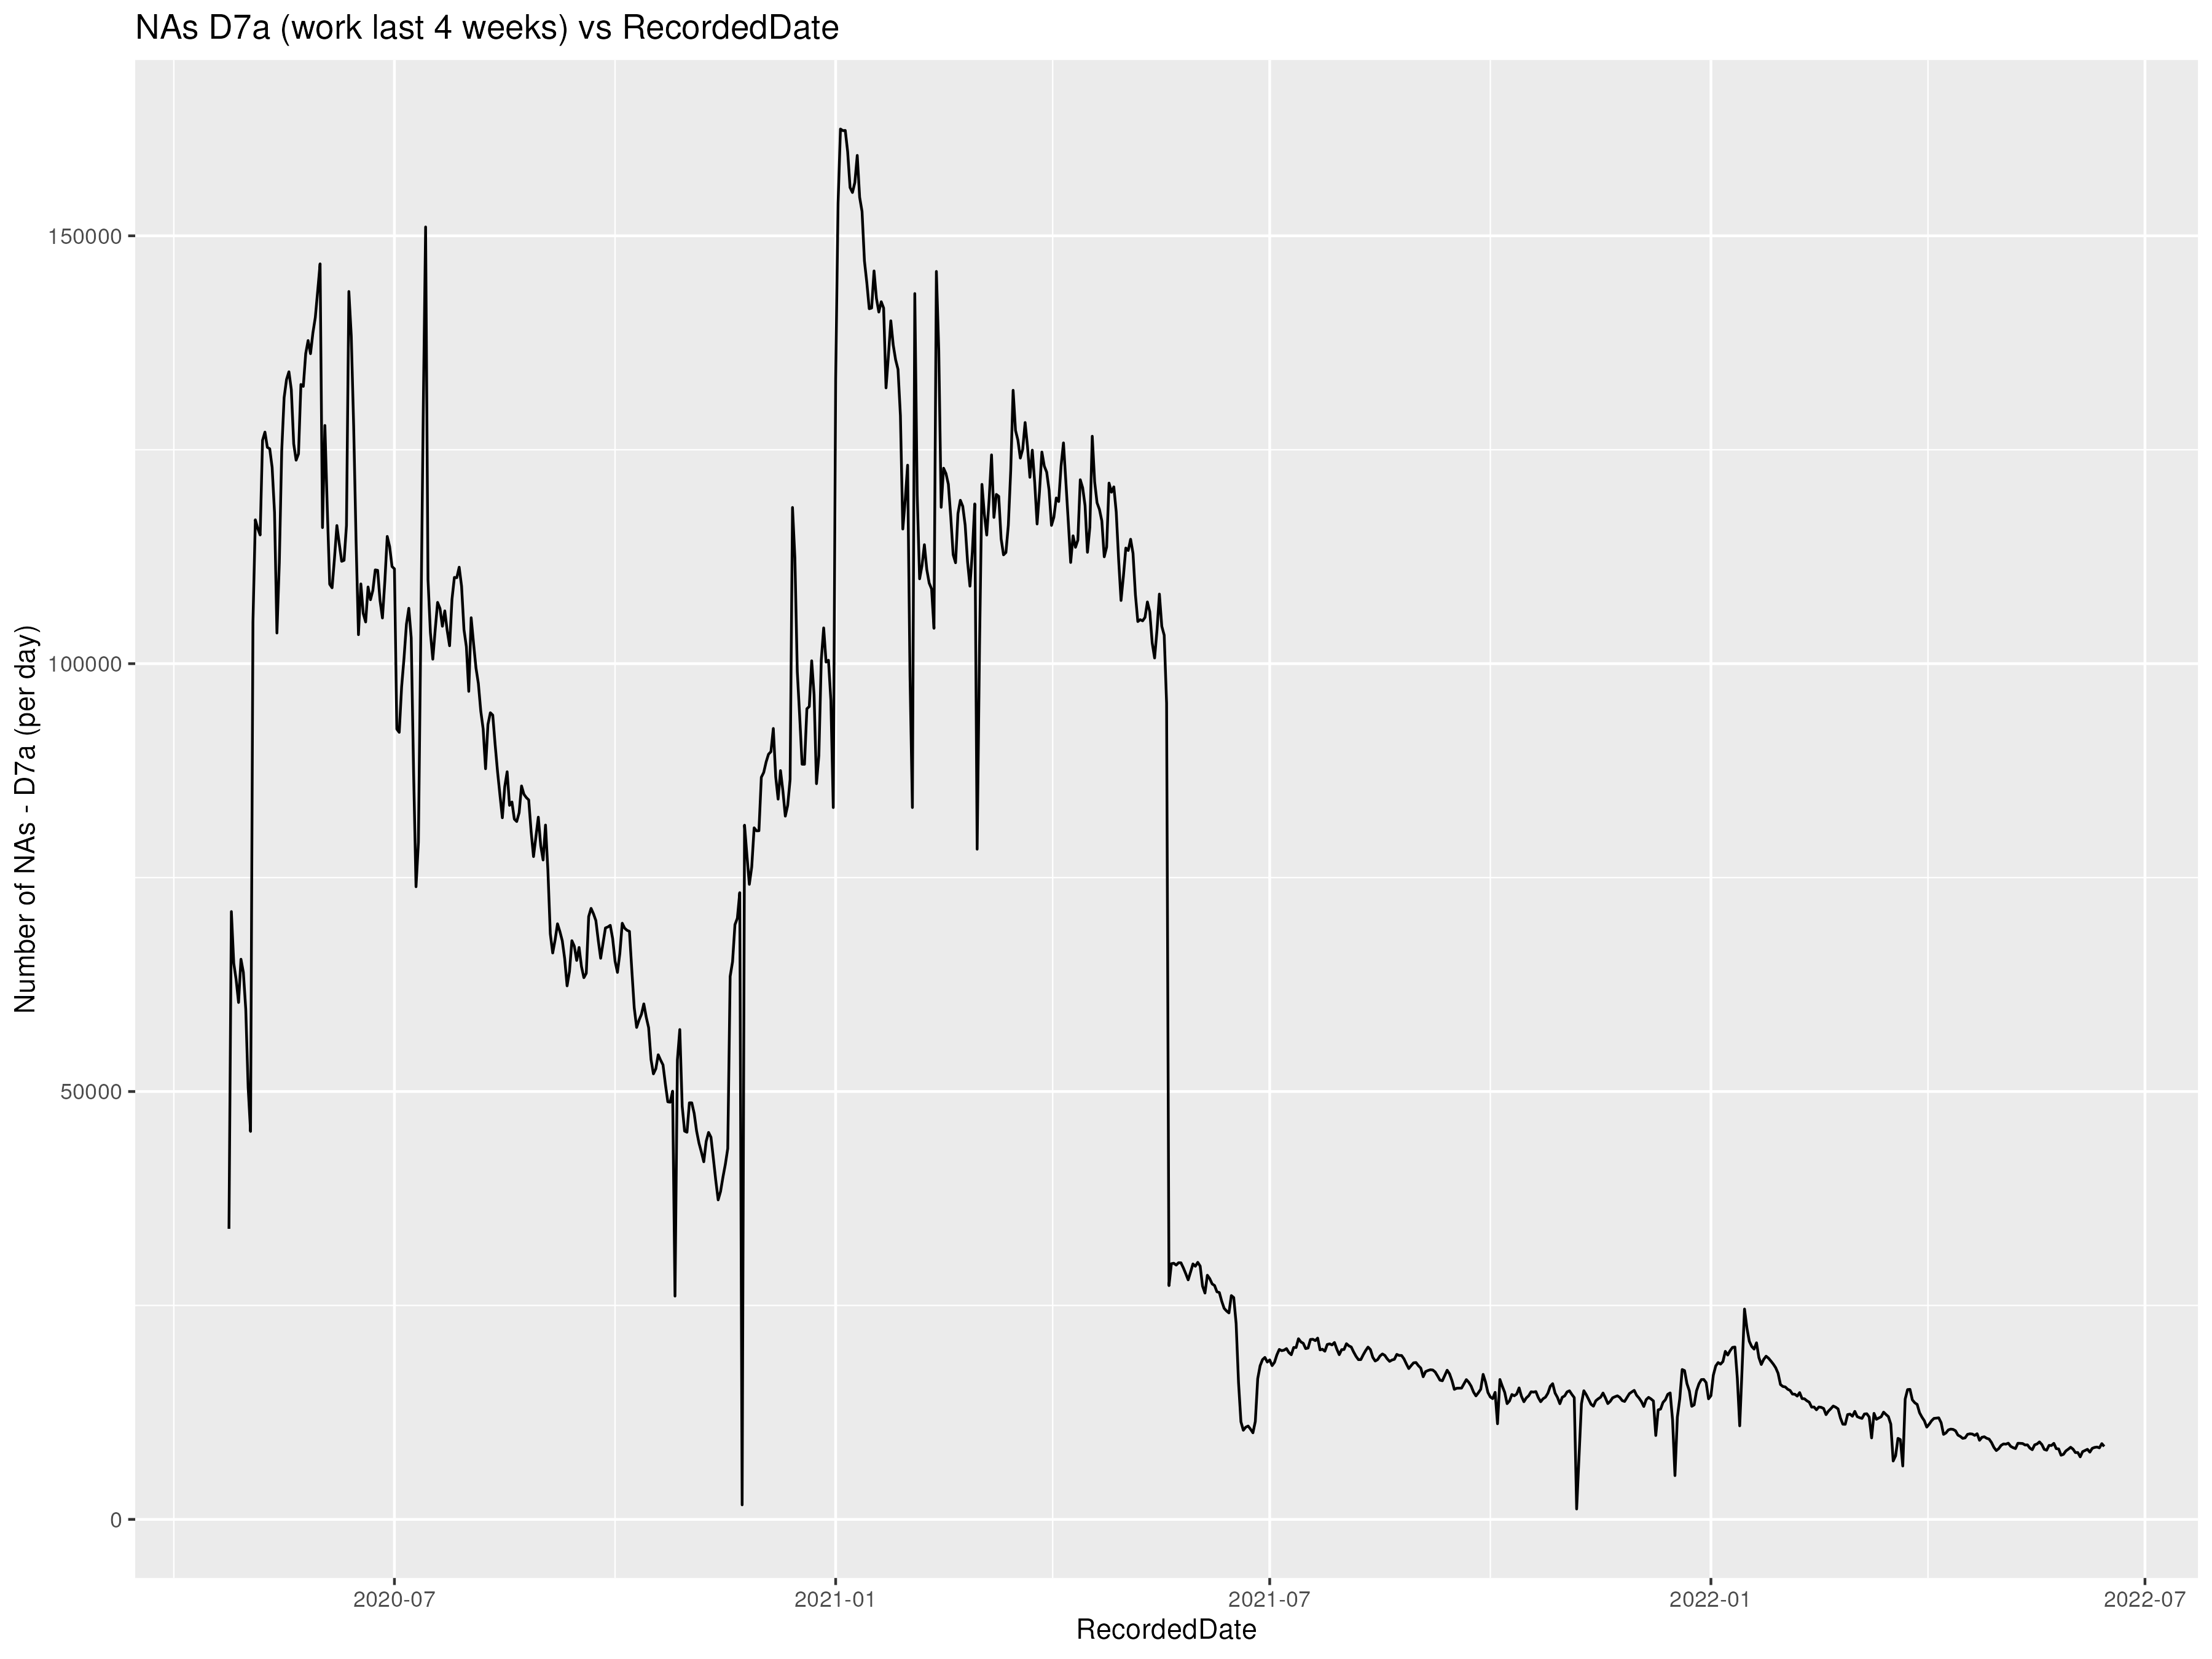 NAs D7a (work last 4 weeks) vs RecordedDate
Number of NAs - D7a (per day)
150000
100000
50000
0
2020-07 2021-01 2021-07 2022-01 2022-07
RecordedDate